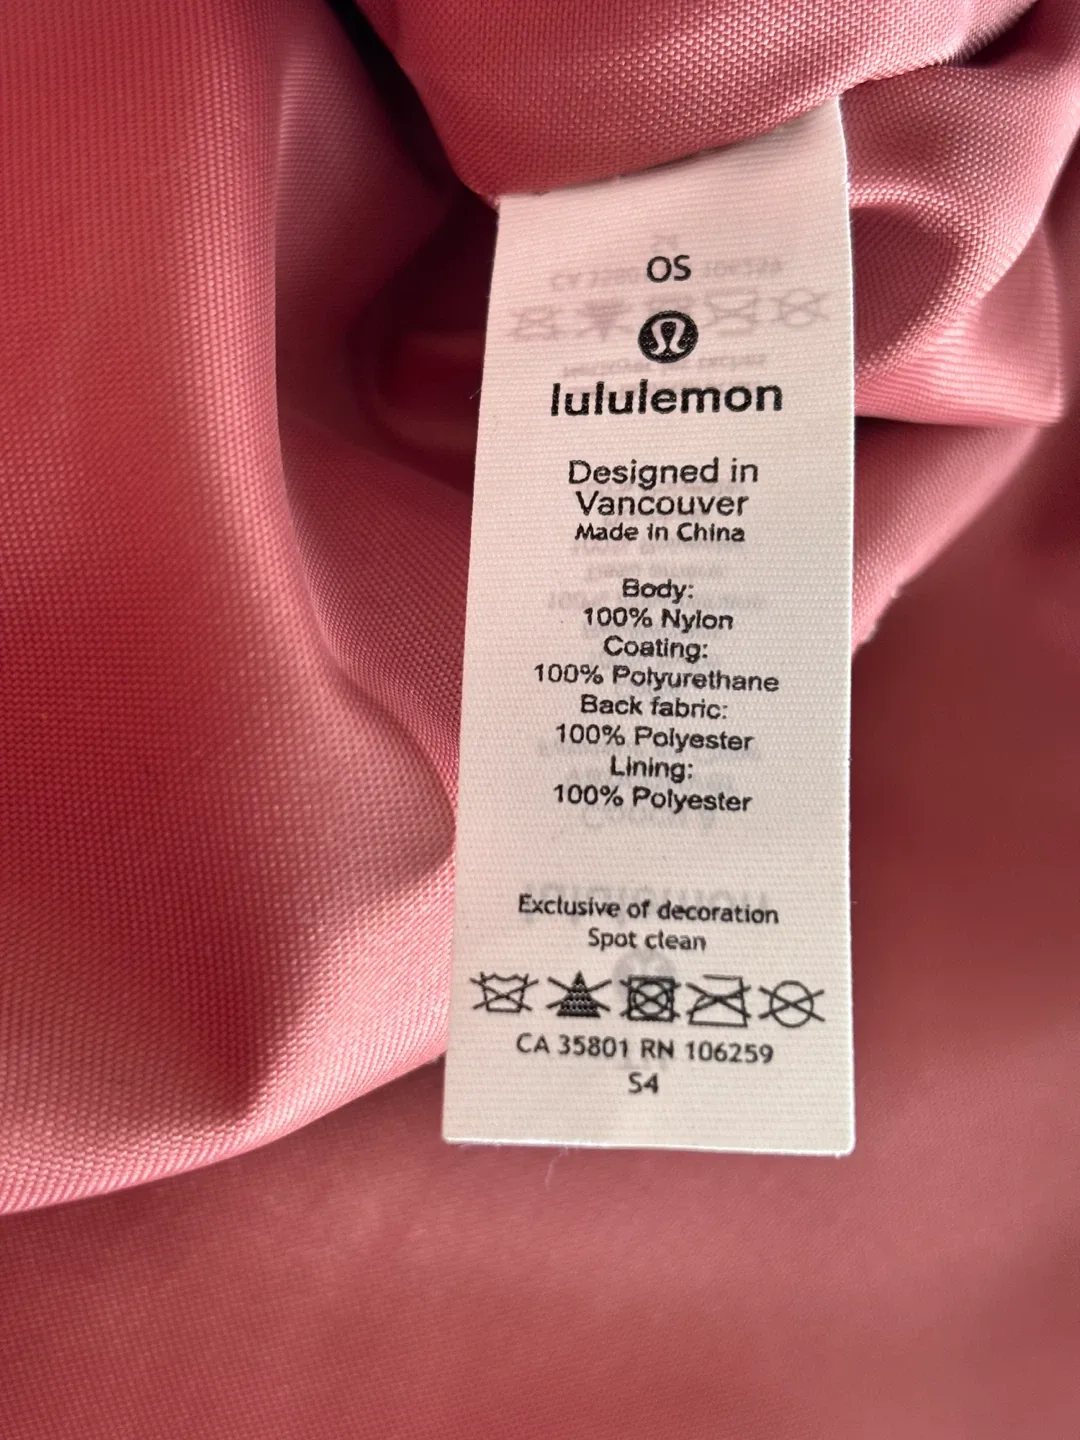 OS
lululemon
Designed in
Vancouver
Made in China
Body:
100% Nylon
Coating:
100% Polyurethane
Back fabric:
100% Polyester
Lining:
100% Polyester
Exclusive of decoration
Spot clean
CA 35801 RN 106259
S4